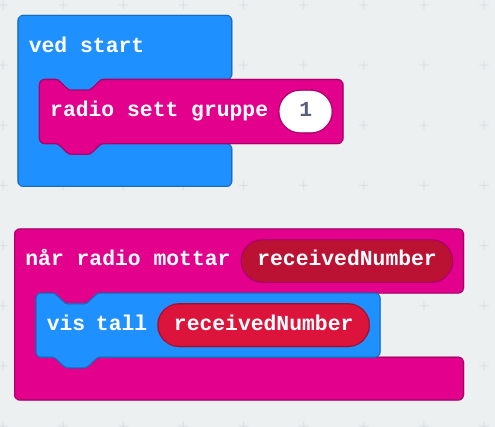 ved start
radio sett gruppe 1
når radio mottar receivedNumber
vis tall receivedNumber